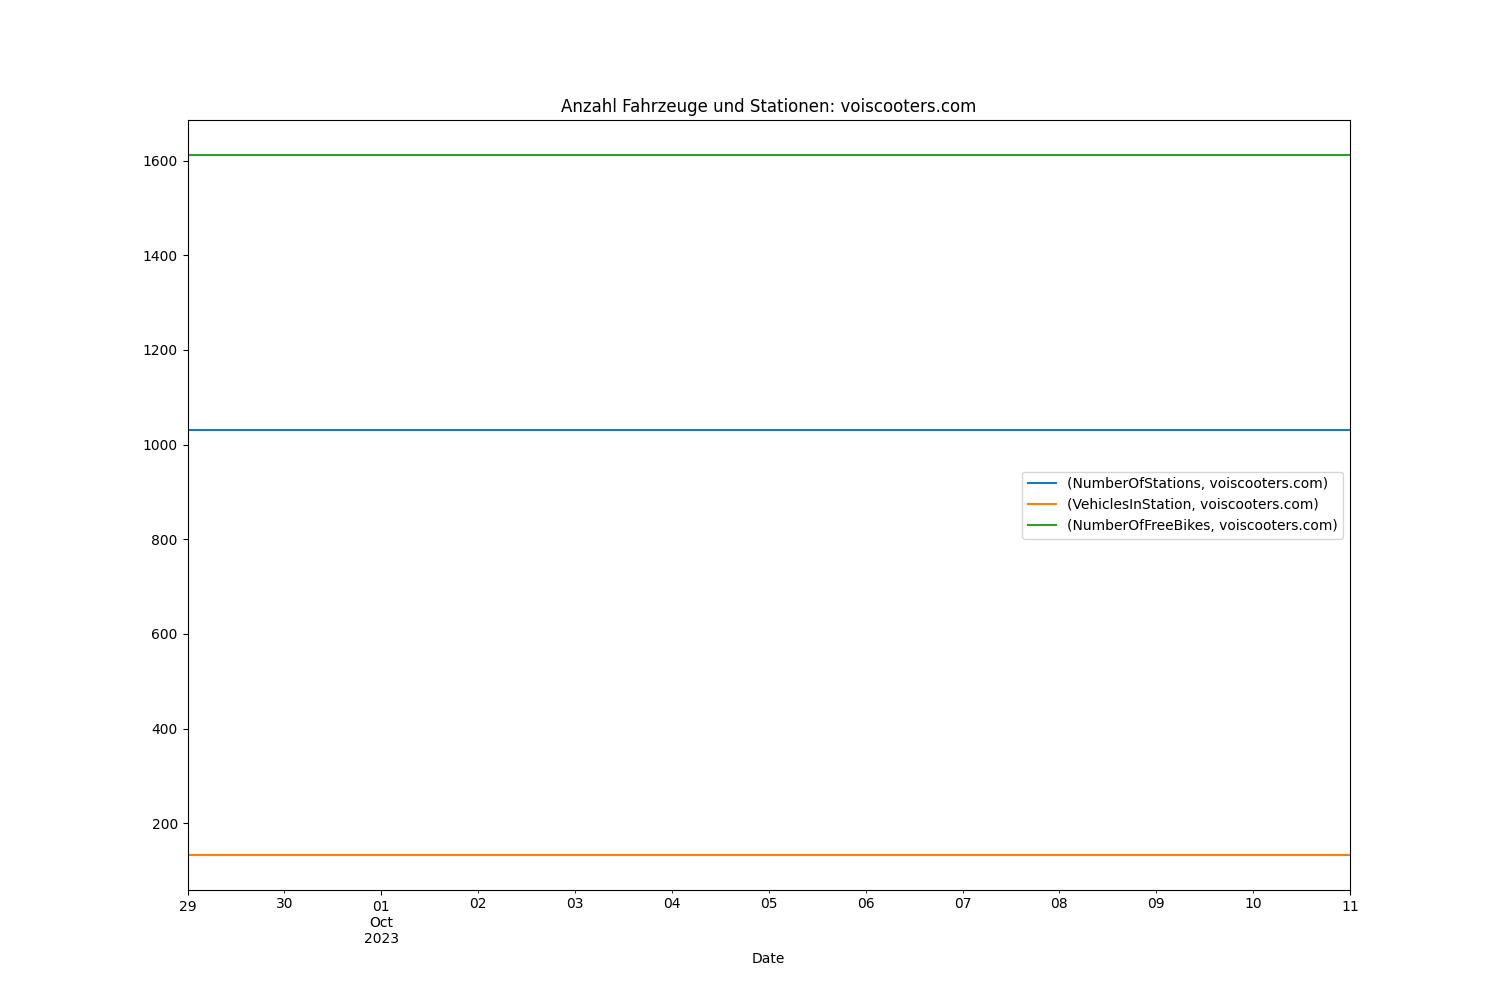 Anzahl Fahrzeuge und Stationen: voiscooters.com
1600
1400
1200
1000
800
600
400
200
(NumberOfStations, voiscooters.com)
(VehiclesInStation, voiscooters.com)
(NumberOfFreeBikes, voiscooters.com)
29 30 01 02 03 04 05 06 07 08 09 10 11
Oct
2023
Date